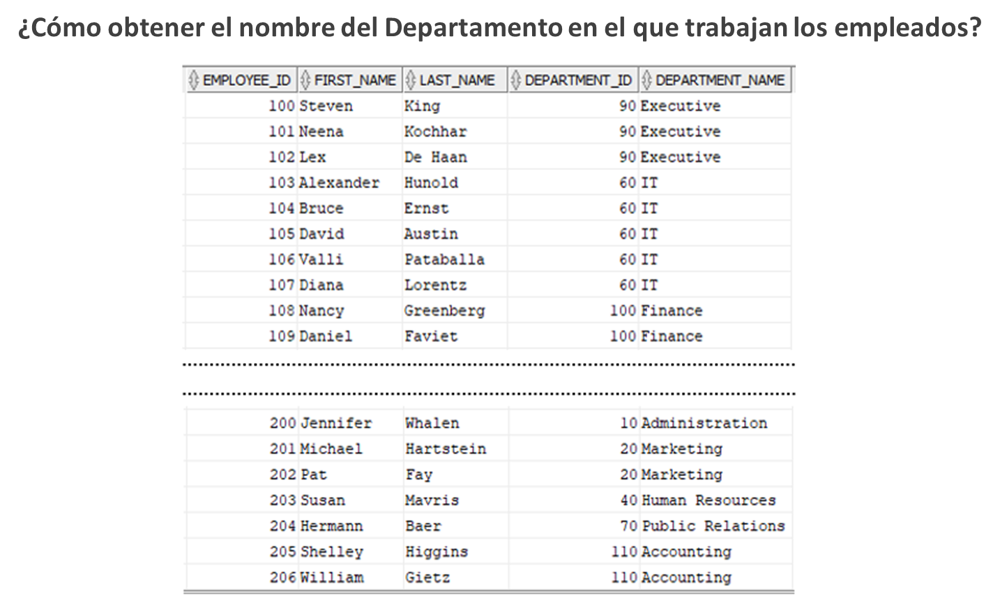 ¿Cómo obtener el nombre del Departamento en el que trabajan los empleados?
EMPLOYEE_ID FIRST_NAME LAST_NAME DEPARTMENT_ID DEPARTMENT_NAME
100 Steven King 90 Executive
101 Neena Kochhar 90 Executive
102 Lex De Haan 90 Executive
103 Alexander Hunold 60 IT
104 Bruce Ernst 60 IT
105 David Austin 60 IT
106 Valli Pataballa 60 IT
107 Diana Lorentz 60 IT
108 Nancy Greenberg 100 Finance
109 Daniel Faviet 100 Finance
200 Jennifer Whalen 10 Administration
201 Michael Hartstein 20 Marketing
202 Pat Fay 20 Marketing
203 Susan Mavris 40 Human Resources
204 Hermann Baer 70 Public Relations
205 Shelley Higgins 110 Accounting
206 William Gietz 110 Accounting